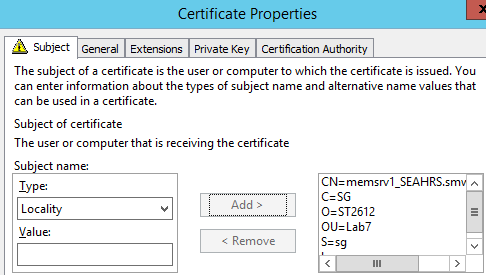 Certificate Properties
x
Subject General Extensions Private Key Certification Authority
The subject of a certificate is the user or computer to which the certificate is issued. You
can enter information about the types of subject name and alternative name values that
can be used in a certificate.
Subject of certificate
The user or computer that is receiving the certificate
Subject name:
Type:
Locality
Value:
Add >
< Remove
CN=memsrv1_SEAHRS.smw
C=SG
O=ST2612
OU=Lab7
S=sg